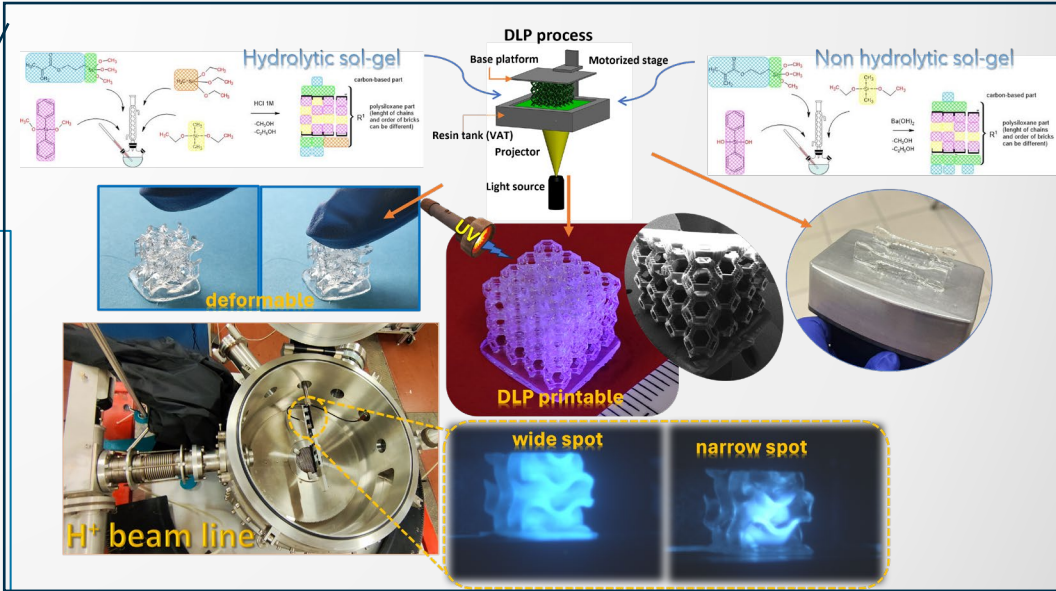 DLP process
Hydrolytic sol-gel
Base platform
Motorized stage
Non hydrolytic sol-gel
carbon-based part
HCl 1M
-CH₃OH
-C₂H₅OH
R¹
polysiloxane part
(lenght of chains
and order of bricks
can be different)
Resin tank (VAT)
Projector
Light source
carbon-based part
Ba(OH)₂
-CH₃OH
-C₂H₅OH
R¹
polysiloxane part
(lenght of chains
and order of bricks
can be different)
UV
deformable
DLP printable
wide spot
narrow spot
H⁺ beam line